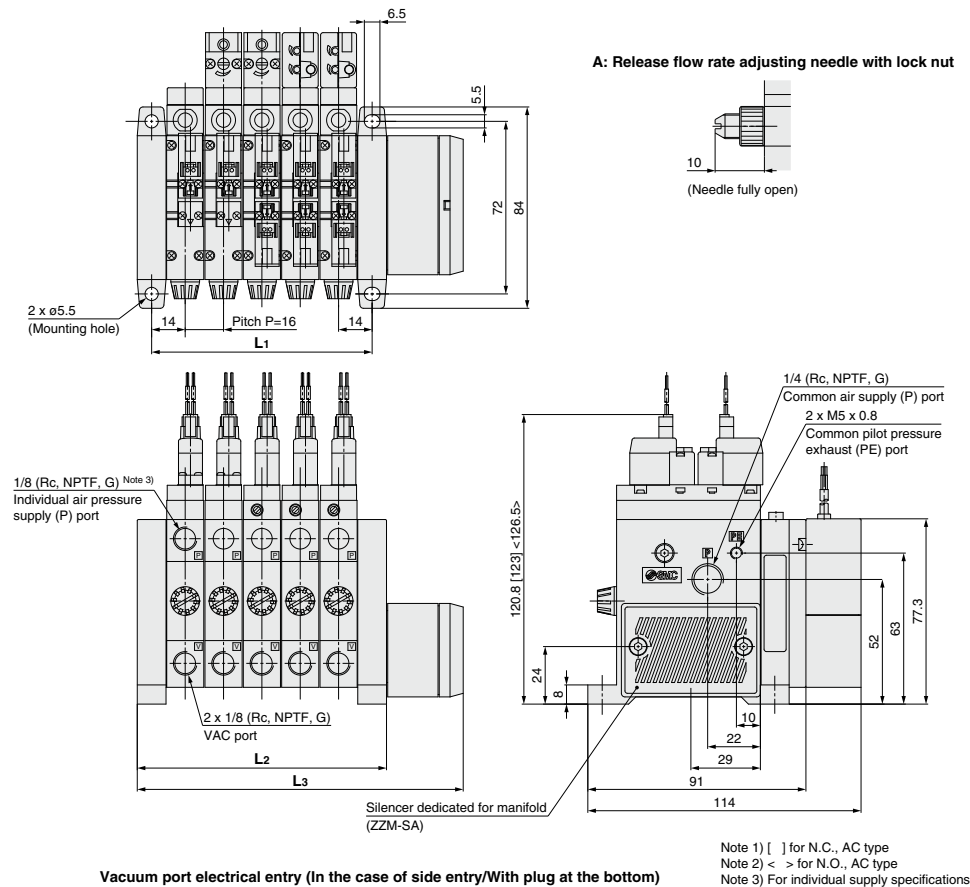 6.5
A: Release flow rate adjusting needle with lock nut
5.5
10
(Needle fully open)
72
84
2 x ø5.5
(Mounting hole)
14
Pitch P=16
14
L1
1/4 (Rc, NPTF, G)
Common air supply (P) port
2 x M5 x 0.8
Common pilot pressure
exhaust (PE) port
1/8 (Rc, NPTF, G) Note 3)
Individual air pressure
supply (P) port
P
P
P
P
P
V
V
V
V
V
2 x 1/8 (Rc, NPTF, G)
VAC port
L2
L3
120.8 [123] <126.5>
PE
P
SMC
24
8
52
63
77.3
10
22
29
91
114
Silencer dedicated for manifold
(ZZM-SA)
Note 1) [ ] for N.C., AC type
Note 2) < > for N.O., AC type
Note 3) For individual supply specifications
Vacuum port electrical entry (In the case of side entry/With plug at the bottom)